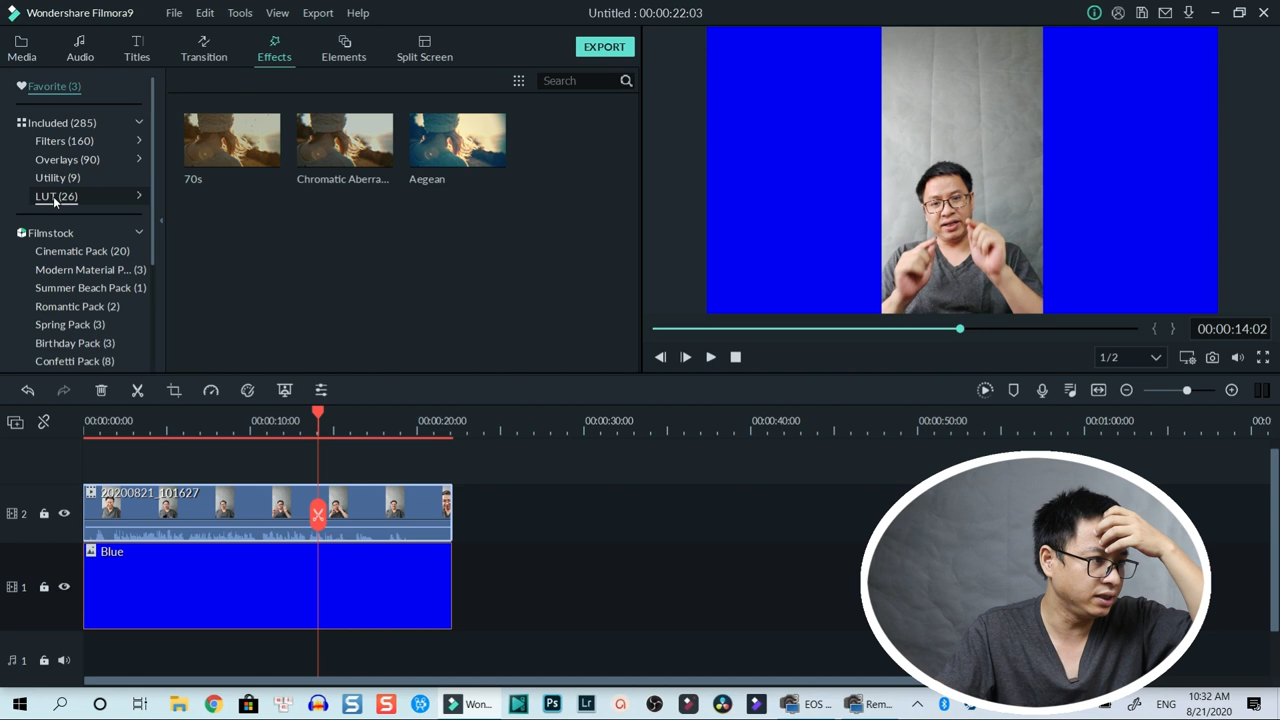 Wondershare Filmora9
File
Edit
Tools
View
Export
Help
Untitled : 00:00:22:03
Media
Audio
Titles
Transition
Effects
Elements
Split Screen
EXPORT
Favorite (3)
Included (285)
Filters (160)
Overlays (90)
Utility (9)
LUT (26)
Filmstock
Cinematic Pack (20)
Modern Material P... (3)
Summer Beach Pack (1)
Romantic Pack (2)
Spring Pack (3)
Birthday Pack (3)
Confetti Pack (8)
Search
70s
Chromatic Aberra...
Aegean
00:00:14:02
1/2
00:00:00:00
00:00:10:00
00:00:20:00
00:00:30:00
00:00:40:00
00:00:50:00
00:01:00:00
00:0
20200821_101627
2
Blue
1
1
Won...
Ps
Lr
EOS ...
Rem...
ENG
10:32 AM
8/21/2020